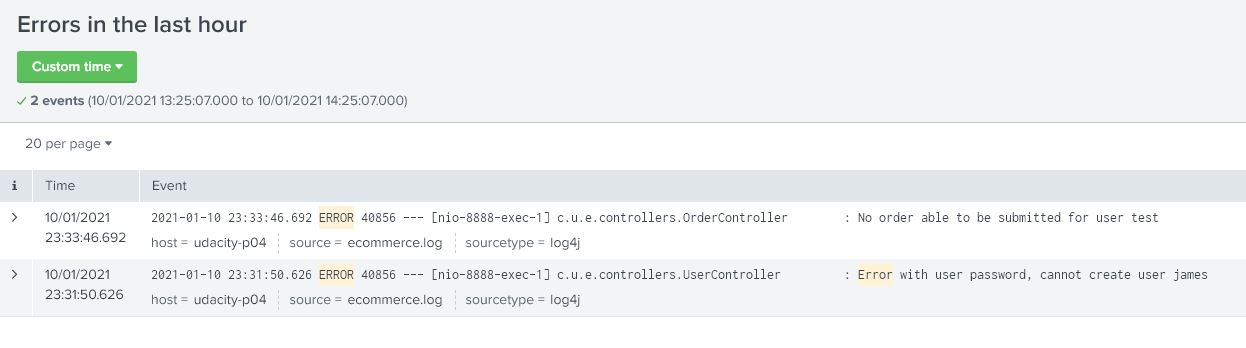 Errors in the last hour
Custom time
2 events (10/01/2021 13:25:07.000 to 10/01/2021 14:25:07.000)
20 per page
i Time Event
10/01/2021 23:33:46.692 2021-01-10 23:33:46.692 ERROR 40856 --- [nio-8888-exec-1] c.u.e.controllers.OrderController : No order able to be submitted for user test
host = udacity-p04 source = ecommerce.log sourcetype = log4j
10/01/2021 23:31:50.626 2021-01-10 23:31:50.626 ERROR 40856 --- [nio-8888-exec-1] c.u.e.controllers.UserController : Error with user password, cannot create user james
host = udacity-p04 source = ecommerce.log sourcetype = log4j